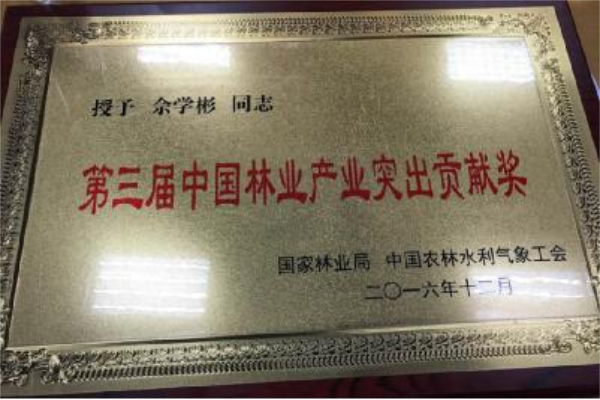 授予 余学彬 同志
第三届中国林业产业突出贡献奖
国家林业局 中国农林水利气象工会
二〇一六年十二月